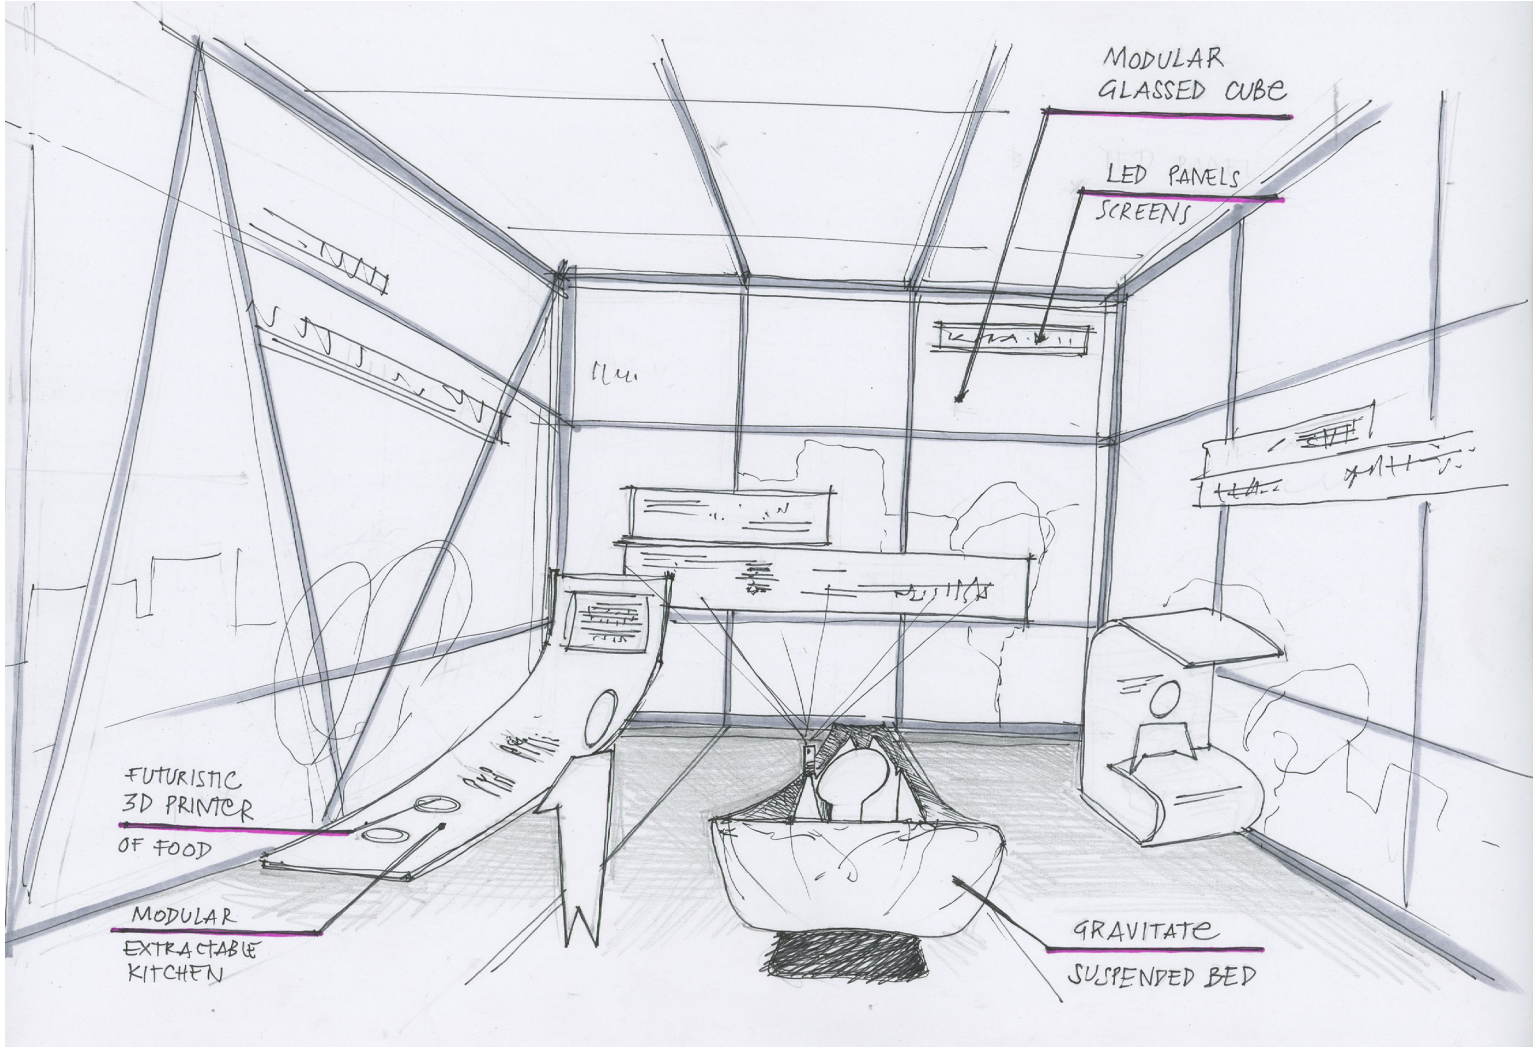 MODULAR
GLASSED CUBE
LED PANELS
SCREENS
FUTURISTIC
3D PRINTER
OF FOOD
MODULAR
EXTRACTABLE
KITCHEN
GRAVITATE
SUSPENDED BED